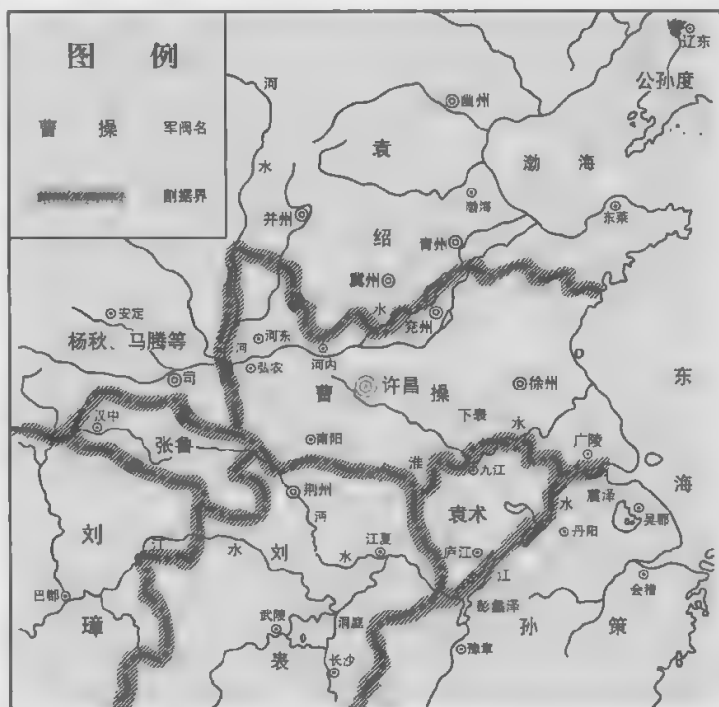 图 例
曹 操 军阀名
割据界
辽东
公孙度
幽州
河
袁
渤 海
水
渤海
并州
东莱
绍
青州
冀州
水
安定
兖州
杨秋、马腾等
河东
河
河内
弘农
司
曹
许昌
操
徐州
东
汉中
下
水
张鲁
南阳
广陵
淮
九江
荆州
水
震泽
海
沔
袁术
吴郡
刘
丹阳
江
水
刘
江夏
水
庐江
江
会稽
巴郡
彭蠡泽
武陵
洞庭
孙
策
璋
表
豫章
长沙